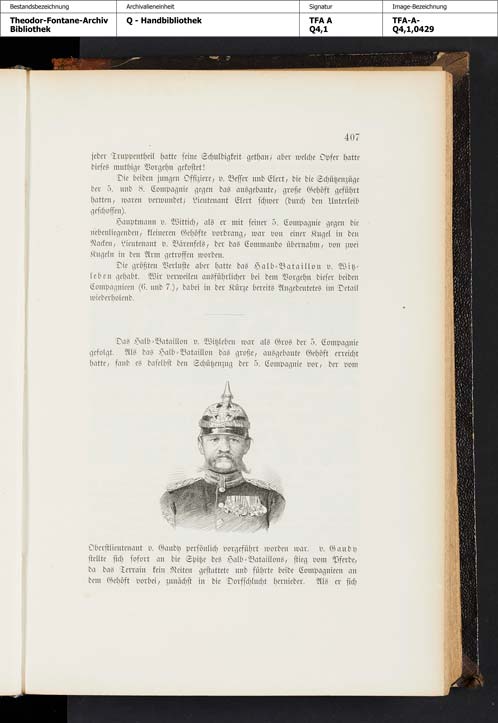 Bestandsbezeichnung Archivalieneinheit Signatur Image-Bezeichnung
Theodor-Fontane-Archiv Q - Handbibliothek TFA A TFA-A-
Bibliothek Q4,1 Q4,1,0429
407
jeder Truppentheil hatte seine Schuldigkeit gethan; aber welche Opfer hatte
dieses muthige Vorgehn gekostet!
Die beiden jungen Offiziere, v. Besser und Elert, die die Schützenzüge
der 5. und 8. Compagnie gegen das ausgebaute, große Gehöft geführt
hatten, waren verwundet; Lieutenant Elert schwer (durch den Unterleib
geschossen).
Hauptmann v. Wittich, als er mit seiner 5. Compagnie gegen die
nebenliegenden, kleineren Gehöfte vordrang, war von einer Kugel in den
Nacken, Lieutenant v. Bärenfels, der das Commando übernahm, von zwei
Kugeln in den Arm getroffen worden.
Die größten Verluste aber hatte das Halb-Bataillon v. Witz-
leben gehabt. Wir verweilen ausführlicher bei dem Vorgehn dieser beiden
Compagnieen (6. und 7.), dabei in der Kürze bereits Angedeutetes im Detail
wiederholend.
Das Halb-Bataillon v. Witzleben war als Gros der 5. Compagnie
gefolgt. Als das Halb-Bataillon das große, ausgebaute Gehöft erreicht
hatte, fand es daselbst den Schützenzug der 5. Compagnie vor, der vom
Oberstlieutenant v. Gaudy persönlich vorgeführt worden war. v. Gaudy
stellte sich sofort an die Spitze des Halb-Bataillons, stieg vom Pferde,
da das Terrain kein Reiten gestattete und führte beide Compagnieen an
dem Gehöft vorbei, zunächst in die Dorfschlucht hernieder. Als er sich